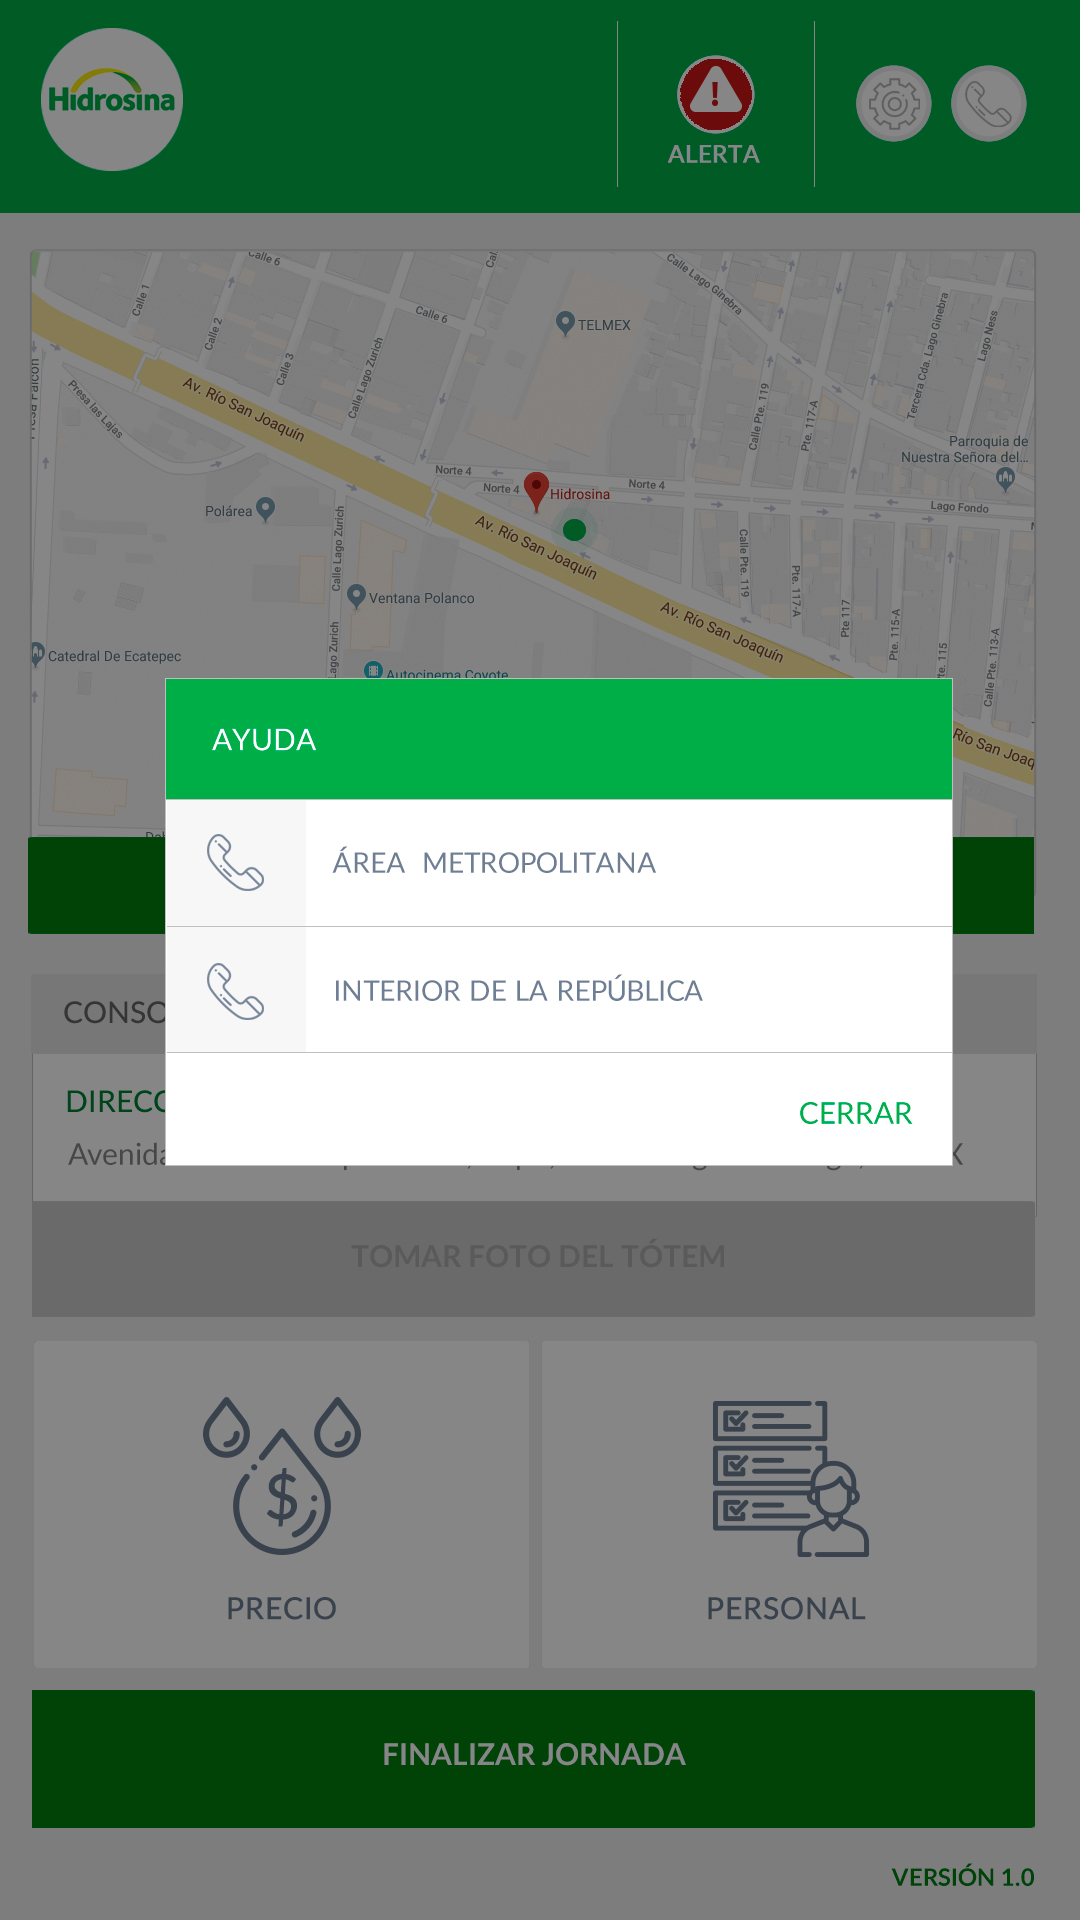 Hidrosina
ALERTA
Calle 6
Calle 1
Calle 2
Calle 3
Calle Lago Zurich
Calle 6
Calle Lago Ginebra
TELMEX
Tercera Cda. Lago Ginebra
Lago Ness
Presa las Lajas
Av. Río San Joaquín
Calle Pte. 119
Pte. 117-A
Parroquia de
Nuestra Señora del...
Norte 4
Norte 4
Norte 4
Hidrosina
Lago Fondo
Polárea
Calle Lago Zurich
Av. Río San Joaquín
Calle Pte. 119
Pte. 117-A
Pte 117
Pte. 115-A
Ventana Polanco
Av. Río San Joaquín
Calle Pte. 113-A
Catedral De Ecatepec
Lago Zurich
Autocinema Coyote
Río San Joaq
AYUDA
ÁREA  METROPOLITANA
INTERIOR DE LA REPÚBLICA
CERRAR
CONSO
DIRECC
Avenida
TOMAR FOTO DEL TÓTEM
PRECIO
PERSONAL
FINALIZAR JORNADA
VERSIÓN 1.0